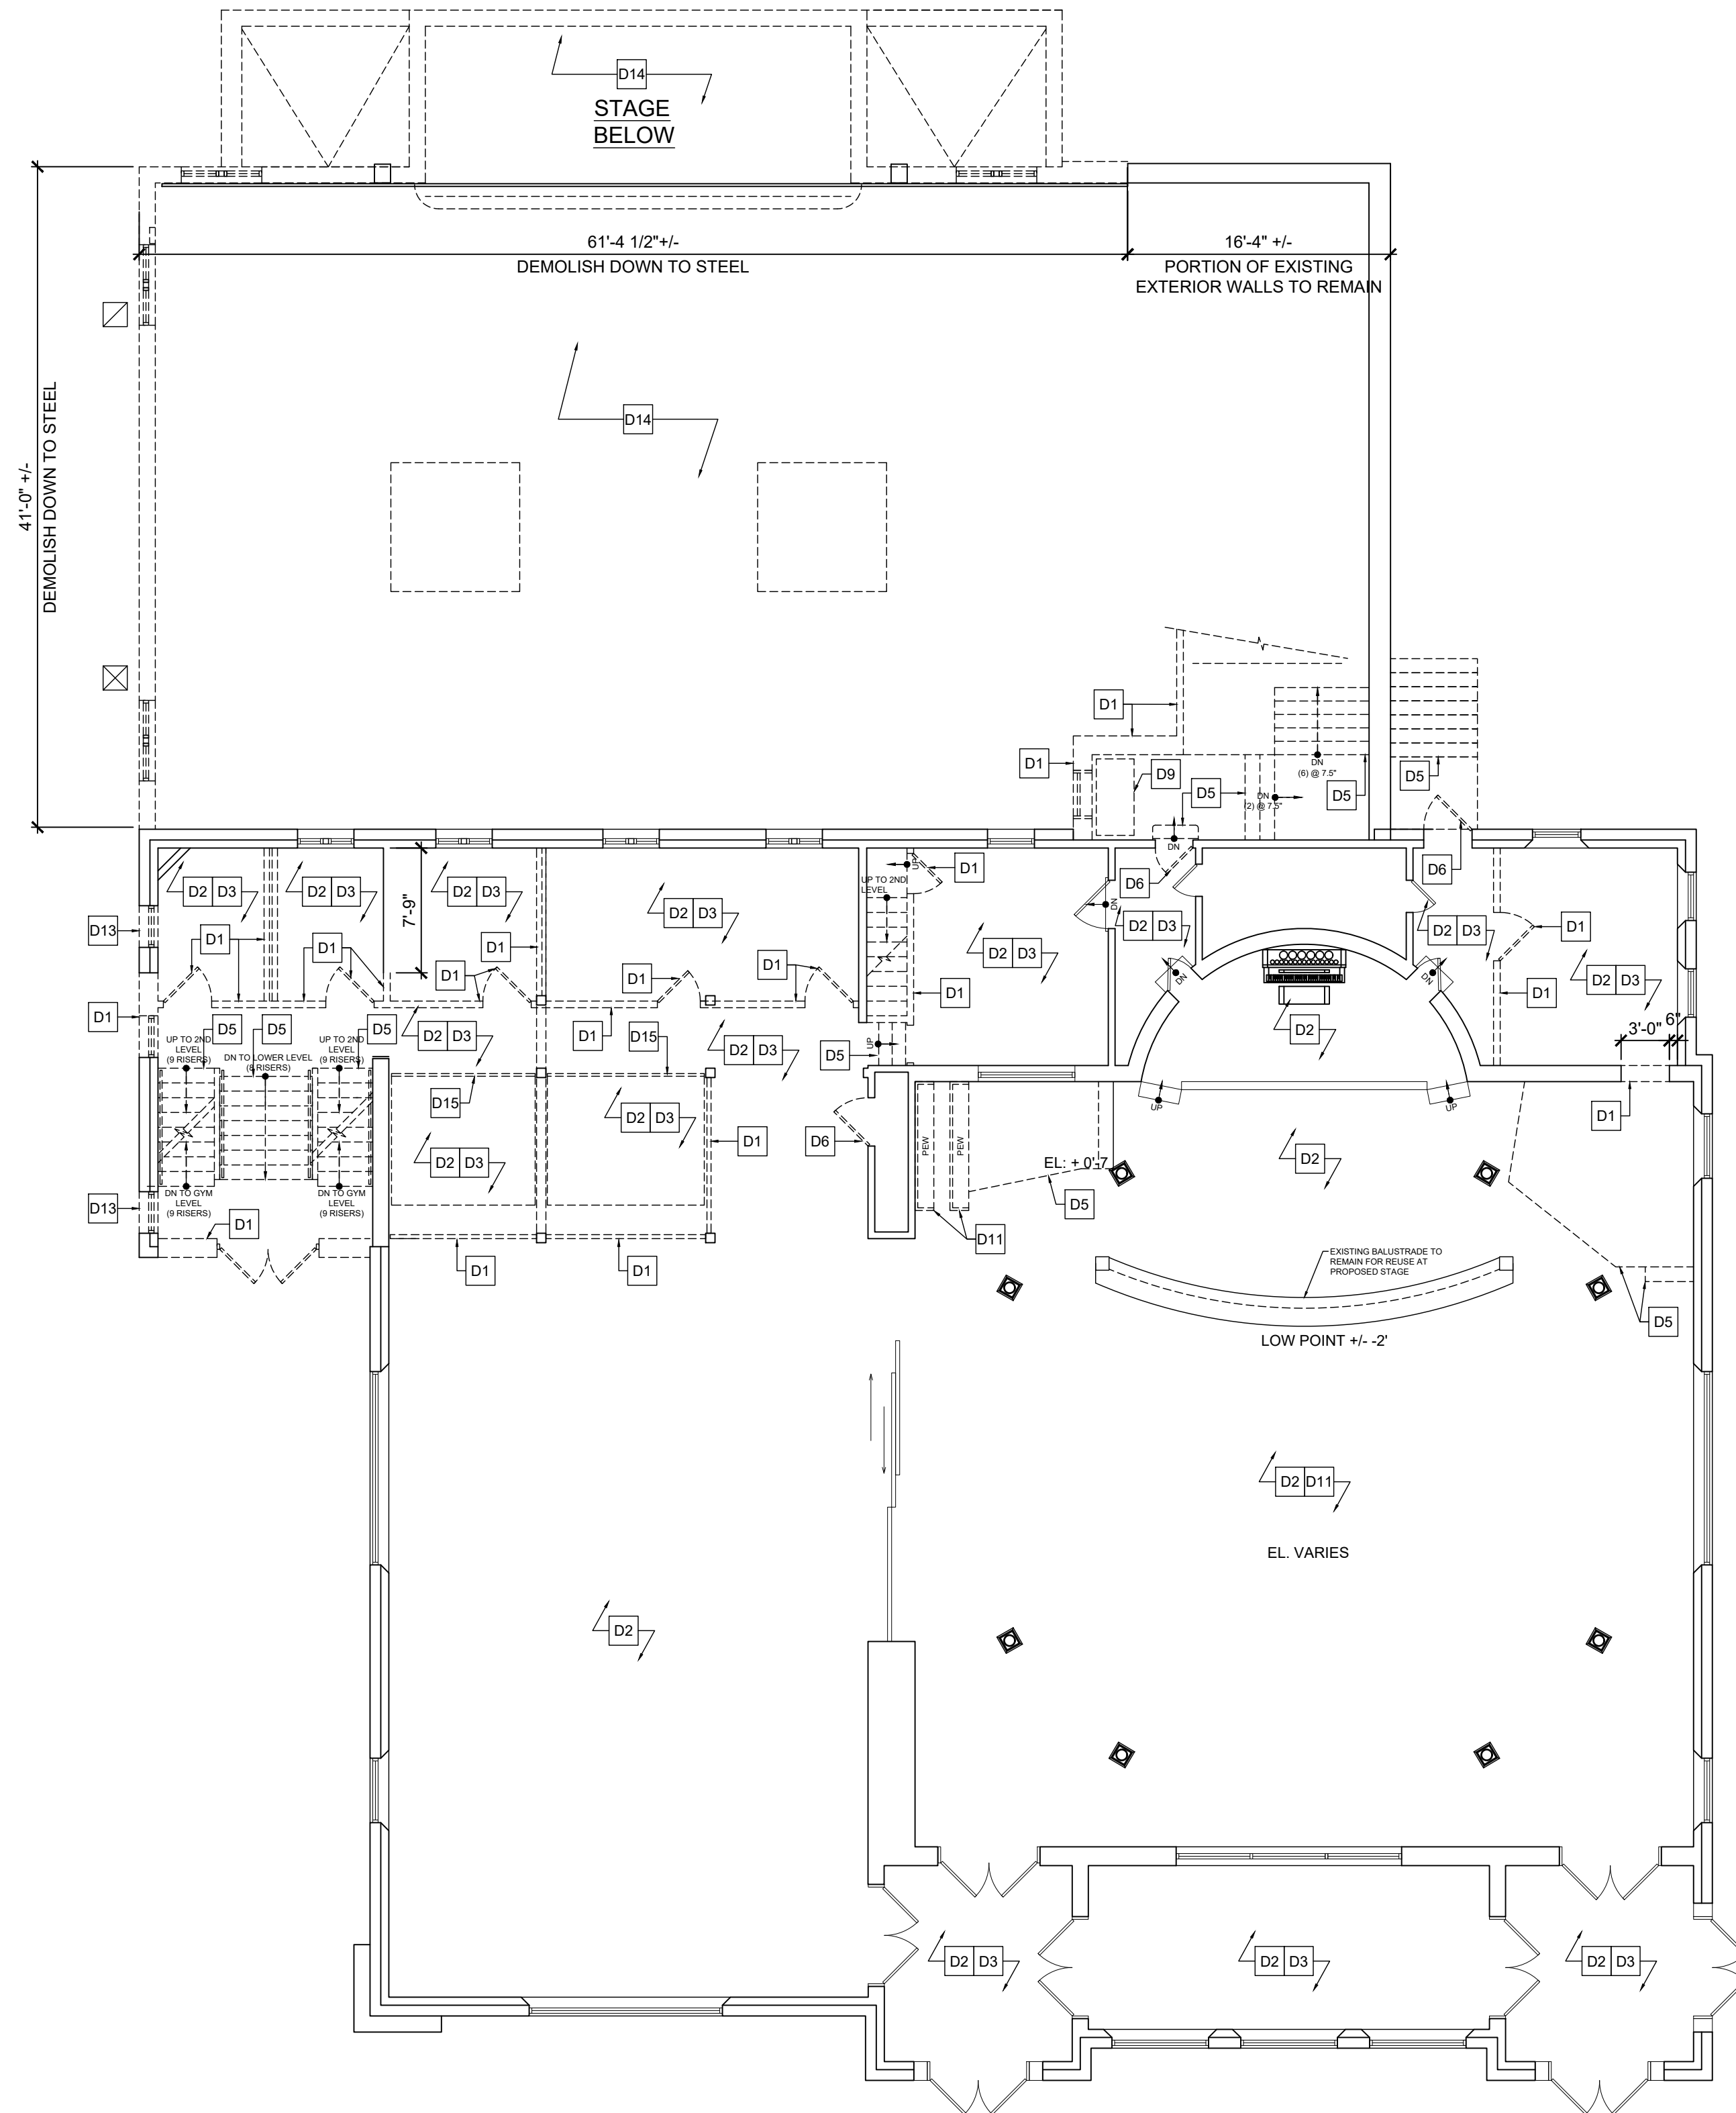 D14
STAGE
BELOW
61'-4 1/2"+/-
DEMOLISH DOWN TO STEEL
16'-4" +/-
PORTION OF EXISTING
EXTERIOR WALLS TO REMAIN
41'-0" +/-
DEMOLISH DOWN TO STEEL
D14
D1
D1
D9
D5
DN
(6) @ 7.5"
DN
(2) @ 7.5"
D5
D5
DN
D6
D6
D2 D3
D2 D3
D2 D3
7'-9"
D2 D3
UP TO 2ND
LEVEL
UP
D1
DN
D2 D3
D2 D3
D1
D2 D3
D2 D3
D13
D1
D1
D1
D1
D1
D1
D1
DN
DN
D2
D1
D5
D5
D5
UP TO 2ND
LEVEL
(9 RISERS)
DN TO LOWER LEVEL
(8 RISERS)
UP TO 2ND
LEVEL
(9 RISERS)
D2 D3
D1
D15
D2 D3
UP
D5
3'-0"
6"
D15
D2 D3
D2 D3
D1
D6
PEW
PEW
UP
UP
D1
D2
EL: + 0'-7
D5
D13
DN TO GYM
LEVEL
(9 RISERS)
DN TO GYM
LEVEL
(9 RISERS)
D1
D11
D1
D1
EXISTING BALUSTRADE TO
REMAIN FOR REUSE AT
PROPOSED STAGE
D5
LOW POINT +/- -2'
D2 D11
EL. VARIES
D2
D2 D3
D2 D3
D2 D3